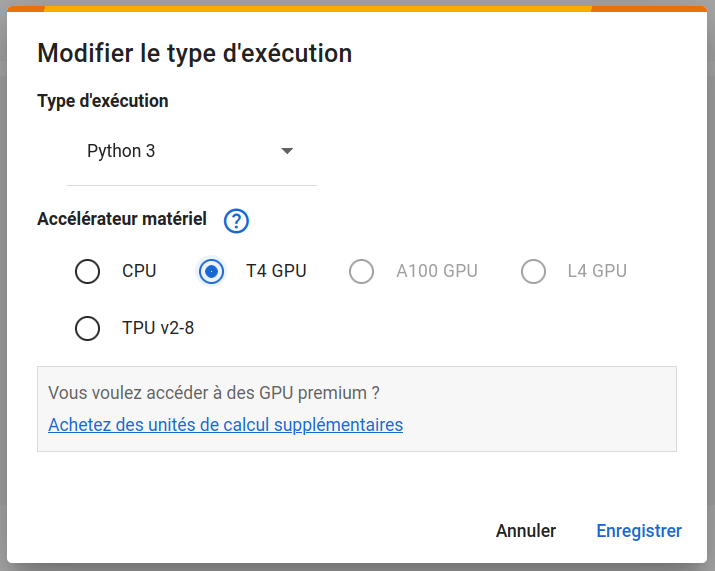 Modifier le type d'exécution
Type d'exécution
Python 3
Accélérateur matériel ?
CPU T4 GPU A100 GPU L4 GPU
TPU v2-8
Vous voulez accéder à des GPU premium ?
Achetez des unités de calcul supplémentaires
Annuler Enregistrer